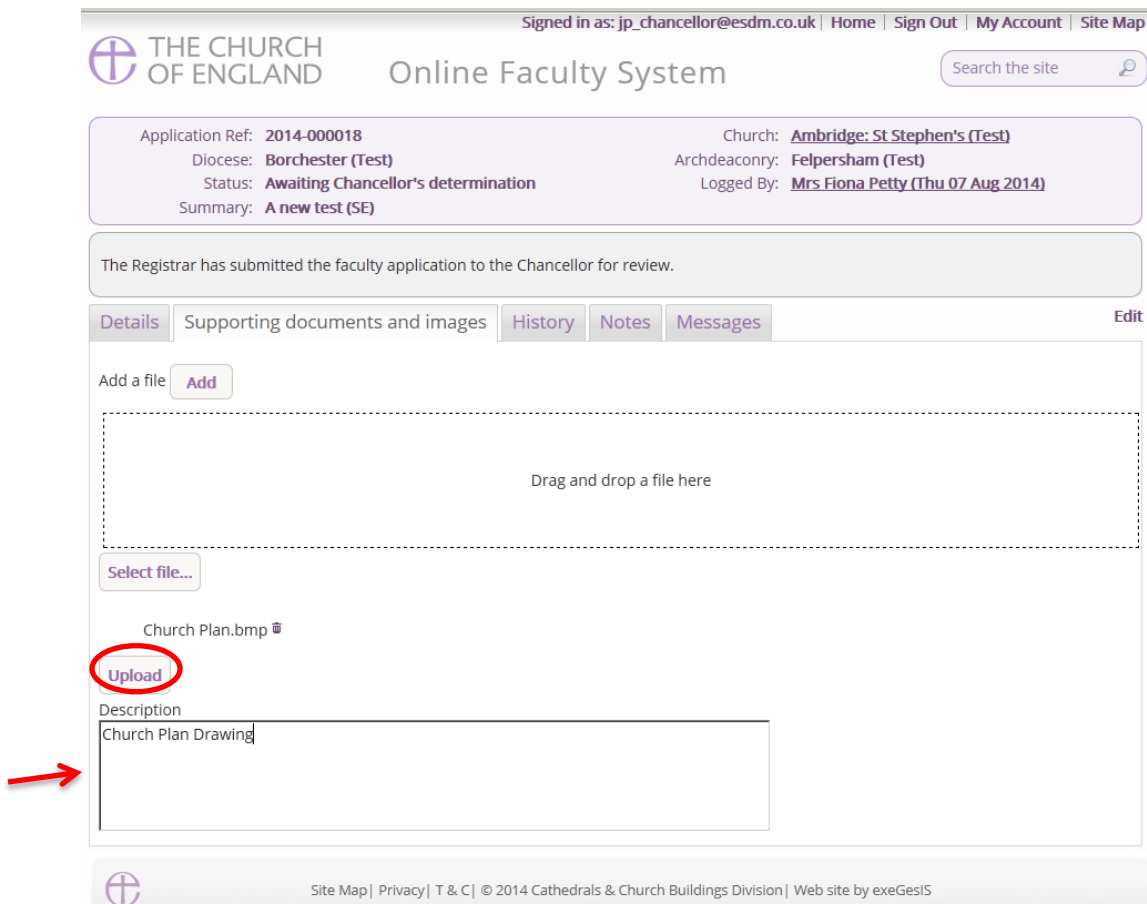 Signed in as: jp_chancellor@esdm.co.uk | Home | Sign Out | My Account | Site Map
THE CHURCH
OF ENGLAND
Online Faculty System
Search the site
Application Ref: 2014-000018 Church: Ambridge: St Stephen's (Test)
Diocese: Borchester (Test) Archdeaconry: Felpersham (Test)
Status: Awaiting Chancellor's determination Logged By: Mrs Fiona Petty (Thu 07 Aug 2014)
Summary: A new test (SE)
The Registrar has submitted the faculty application to the Chancellor for review.
Details Supporting documents and images History Notes Messages Edit
Add a file Add
Drag and drop a file here
Select file...
Church Plan.bmp
Upload
Description
Church Plan Drawing
Site Map| Privacy| T & C| © 2014 Cathedrals & Church Buildings Division| Web site by exeGesIS